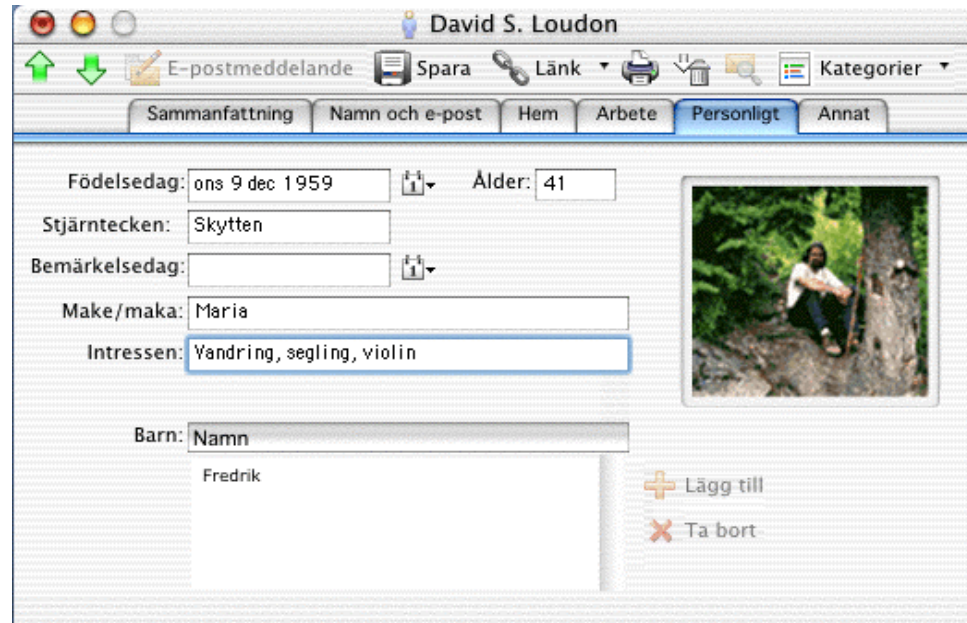 David S. Loudon
E-postmeddelande Spara Länk Kategorier
Sammanfattning Namn och e-post Hem Arbete Personligt Annat
Födelsedag: ons 9 dec 1959 1 Ålder: 41
Stjärntecken: Skytten
Bemärkelsedag: 1
Make/maka: Maria
Intressen: Vandring, segling, violin
Barn: Namn
Fredrik
Lägg till
Ta bort